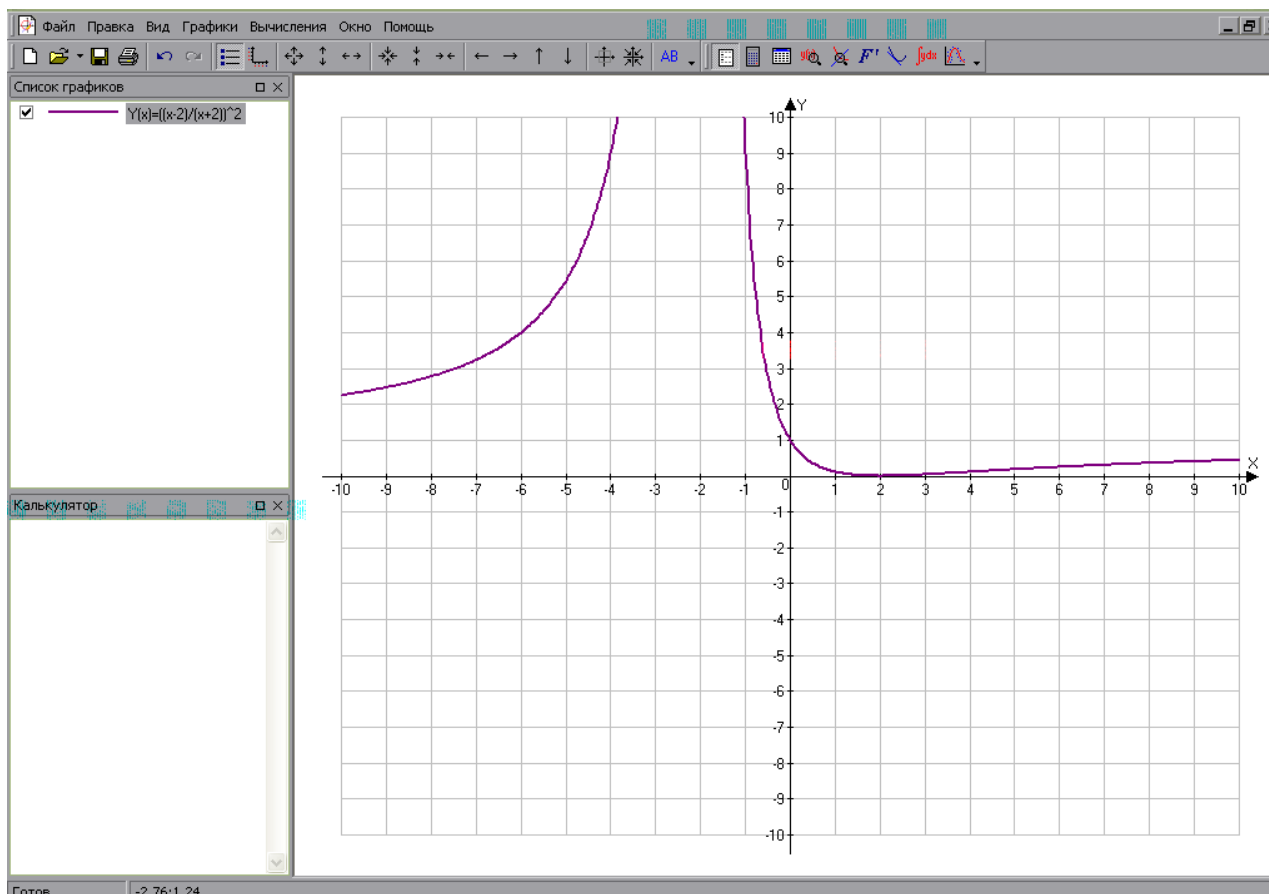 Файл Правка Вид Графики Вычисления Окно Помощь
AB y(x) F' ∫ydx
Список графиков
Y(x)=((x-2)/(x+2))^2
Y
10
9
8
7
6
5
4
3
2
1
X
-10 -9 -8 -7 -6 -5 -4 -3 -2 -1 0 1 2 3 4 5 6 7 8 9 10
-1
-2
-3
-4
-5
-6
-7
-8
-9
-10
Калькулятор
Готов -2.76:1.24